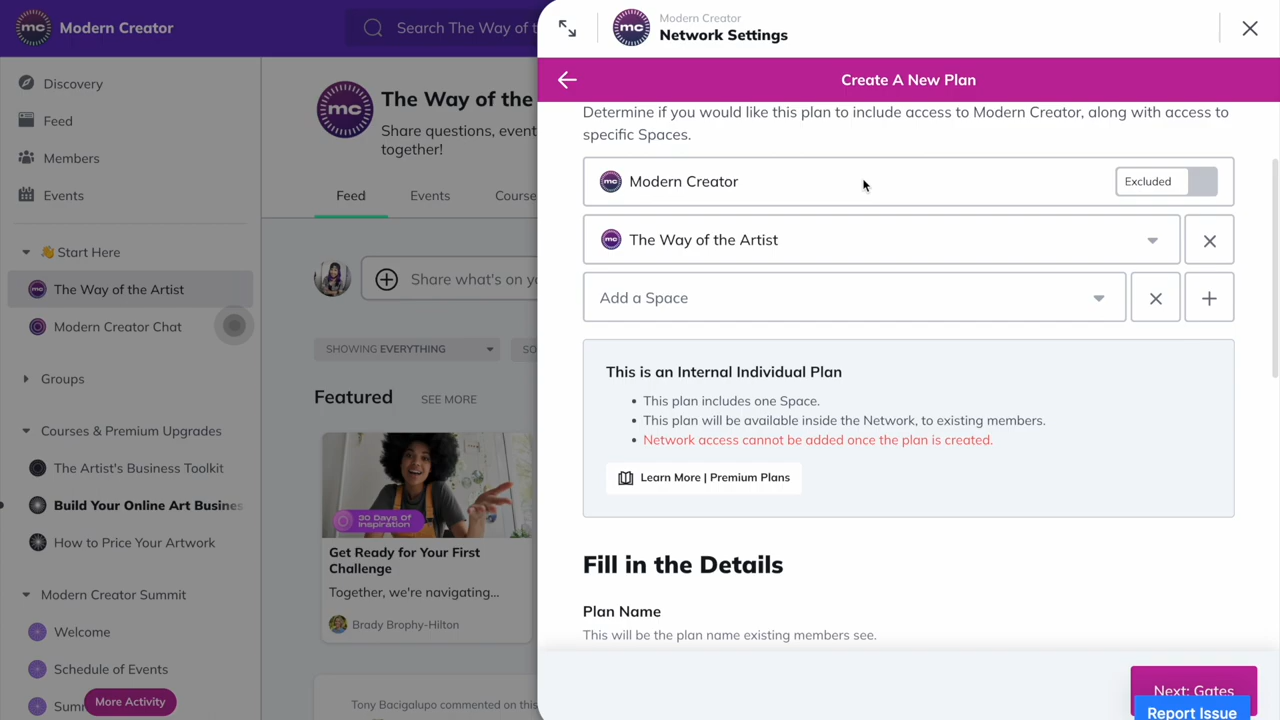 mc
Modern Creator
Search The Way of t
Discovery
Feed
Members
Events
👋 Start Here
The Way of the Artist
Modern Creator Chat
Groups
Courses & Premium Upgrades
The Artist's Business Toolkit
Build Your Online Art Busines
How to Price Your Artwork
Modern Creator Summit
Welcome
Schedule of Events
Sum
More Activity
mc
The Way of the
Share questions, event
together!
Feed
Events
Course
Share what's on yo
SHOWING EVERYTHING
SO
Featured
SEE MORE
30 Days of
Inspiration
Get Ready for Your First
Challenge
Together, we're navigating...
Brady Brophy-Hilton
Tony Bacigalupo commented on this
mc
Modern Creator
Network Settings
Create A New Plan
Determine if you would like this plan to include access to Modern Creator, along with access to
specific Spaces.
mc
Modern Creator
Excluded
mc
The Way of the Artist
Add a Space
This is an Internal Individual Plan
• This plan includes one Space.
• This plan will be available inside the Network, to existing members.
• Network access cannot be added once the plan is created.
Learn More | Premium Plans
Fill in the Details
Plan Name
This will be the plan name existing members see.
Next: Gates
Report Issue